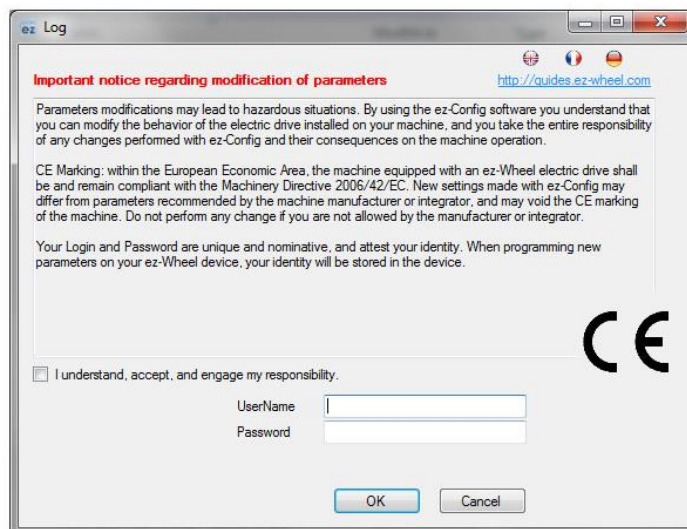 ez Log
Important notice regarding modification of parameters
http://guides.ez-wheel.com
Parameters modifications may lead to hazardous situations. By using the ez-Config software you understand that
you can modify the behavior of the electric drive installed on your machine, and you take the entire responsibility
of any changes performed with ez-Config and their consequences on the machine operation.
CE Marking: within the European Economic Area, the machine equipped with an ez-Wheel electric drive shall
be and remain compliant with the Machinery Directive 2006/42/EC. New settings made with ez-Config may
differ from parameters recommended by the machine manufacturer or integrator, and may void the CE marking
of the machine. Do not perform any change if you are not allowed by the manufacturer or integrator.
Your Login and Password are unique and nominative, and attest your identity. When programming new
parameters on your ez-Wheel device, your identity will be stored in the device.
CE
I understand, accept, and engage my responsibility.
UserName
Password
OK Cancel